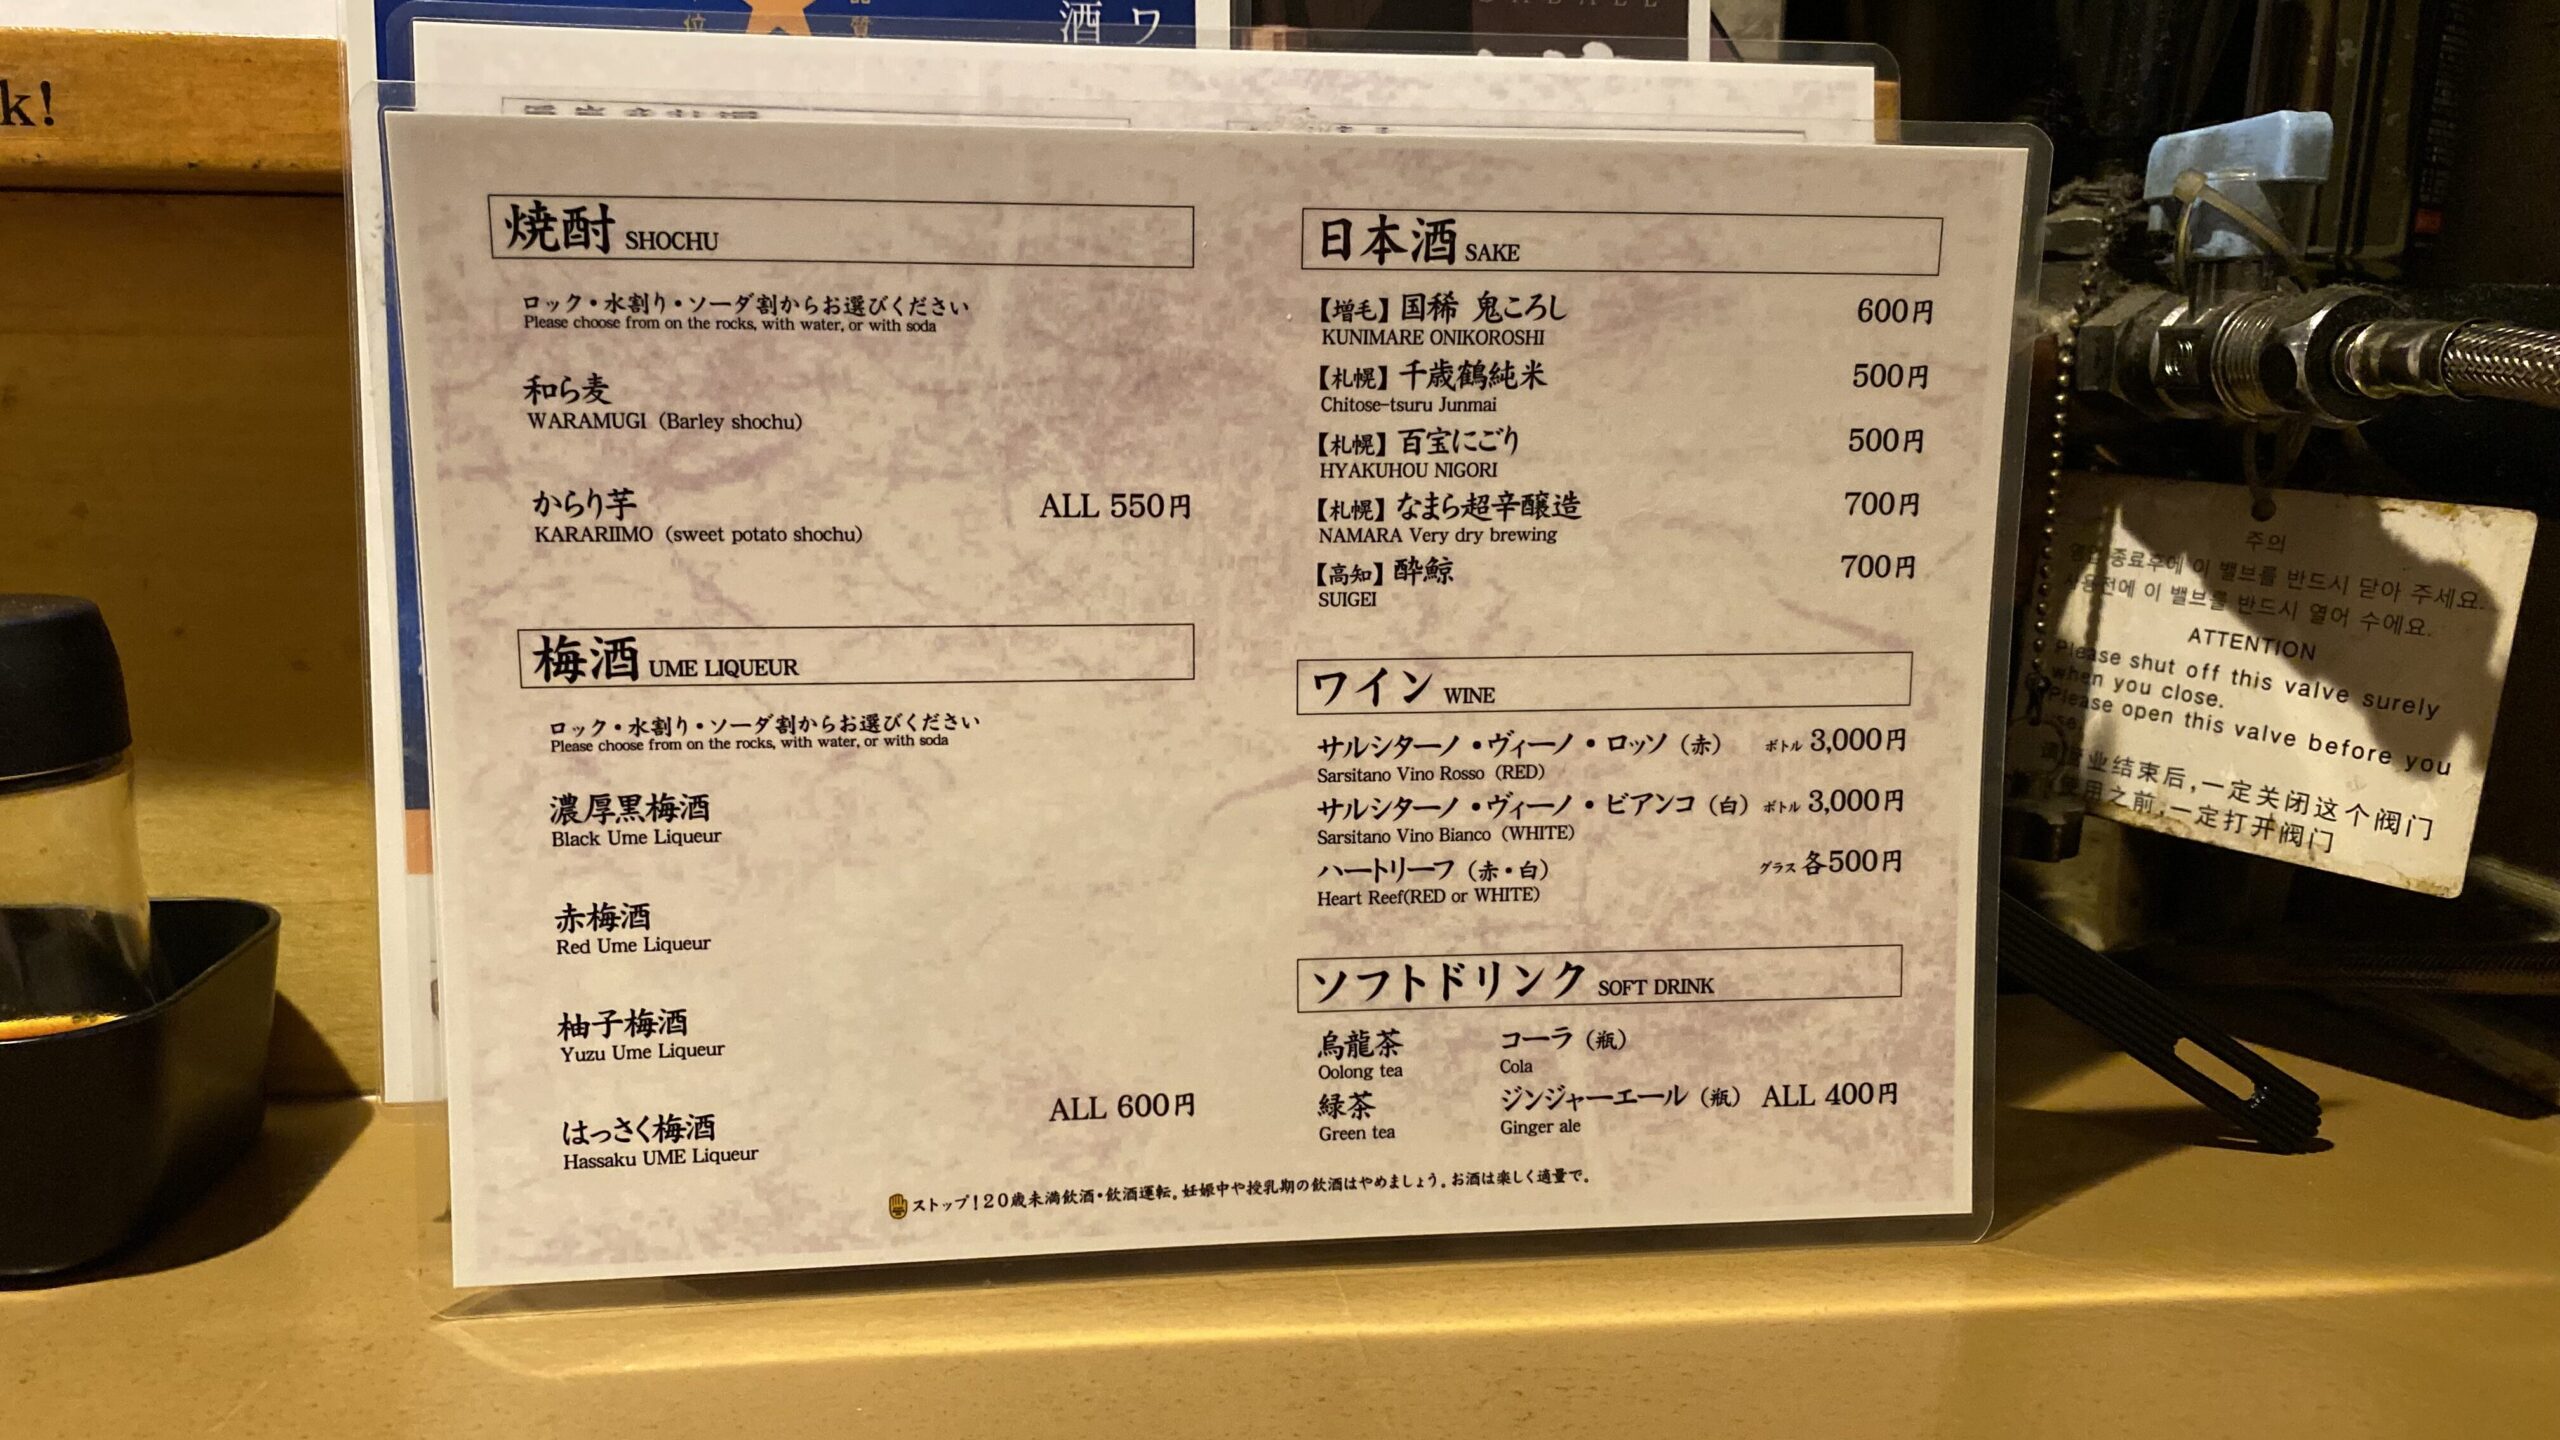 k!
位
質
酒
ワ
焼酎 SHOCHU
ロック・水割り・ソーダ割からお選びください
Please choose from on the rocks, with water, or with soda
和ら麦
WARAMUGI (Barley shochu)
からり芋
KARARIIMO (sweet potato shochu)
ALL 550円
梅酒 UME LIQUEUR
ロック・水割り・ソーダ割からお選びください
Please choose from on the rocks, with water, or with soda
濃厚黒梅酒
Black Ume Liqueur
赤梅酒
Red Ume Liqueur
柚子梅酒
Yuzu Ume Liqueur
はっさく梅酒
Hassaku UME Liqueur
ALL 600円
日本酒 SAKE
【増毛】国稀 鬼ころし 600円
KUNIMARE ONIKOROSHI
【札幌】千歳鶴純米 500円
Chitose-tsuru Junmai
【札幌】百宝にごり 500円
HYAKUHOU NIGORI
【札幌】なまら超辛醸造 700円
NAMARA Very dry brewing
【高知】酔鯨 700円
SUIGEI
ワイン WINE
サルシターノ・ヴィーノ・ロッソ（赤） ボトル 3,000円
Sarsitano Vino Rosso (RED)
サルシターノ・ヴィーノ・ビアンコ（白） ボトル 3,000円
Sarsitano Vino Bianco (WHITE)
ハートリーフ（赤・白） グラス 各500円
Heart Reef(RED or WHITE)
ソフトドリンク SOFT DRINK
烏龍茶 コーラ（瓶）
Oolong tea Cola
緑茶 ジンジャーエール（瓶） ALL 400円
Green tea Ginger ale
ストップ！20歳未満飲酒・飲酒運転。妊娠中や授乳期の飲酒はやめましょう。お酒は楽しく適量で。
주의
종료후에 이 밸브를 반드시 닫아 주세요.
이 밸브를 반드시 열어 수에요.
ATTENTION
Please shut off this valve surely
when you close.
Please open this valve before you
业结束后,一定关闭这个阀门
使用之前,一定打开阀门